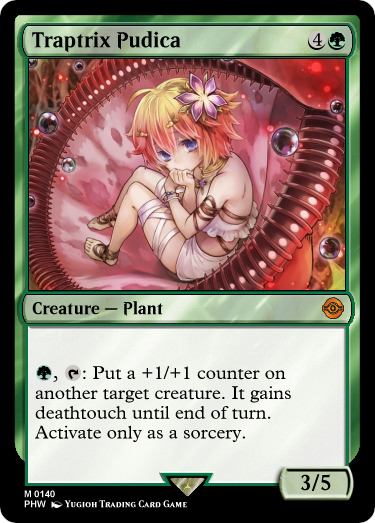 Traptrix Pudica 4
Creature — Plant
, : Put a +1/+1 counter on
another target creature. It gains
deathtouch until end of turn.
Activate only as a sorcery.
3/5
M 0140
PHW Yugioh Trading Card Game